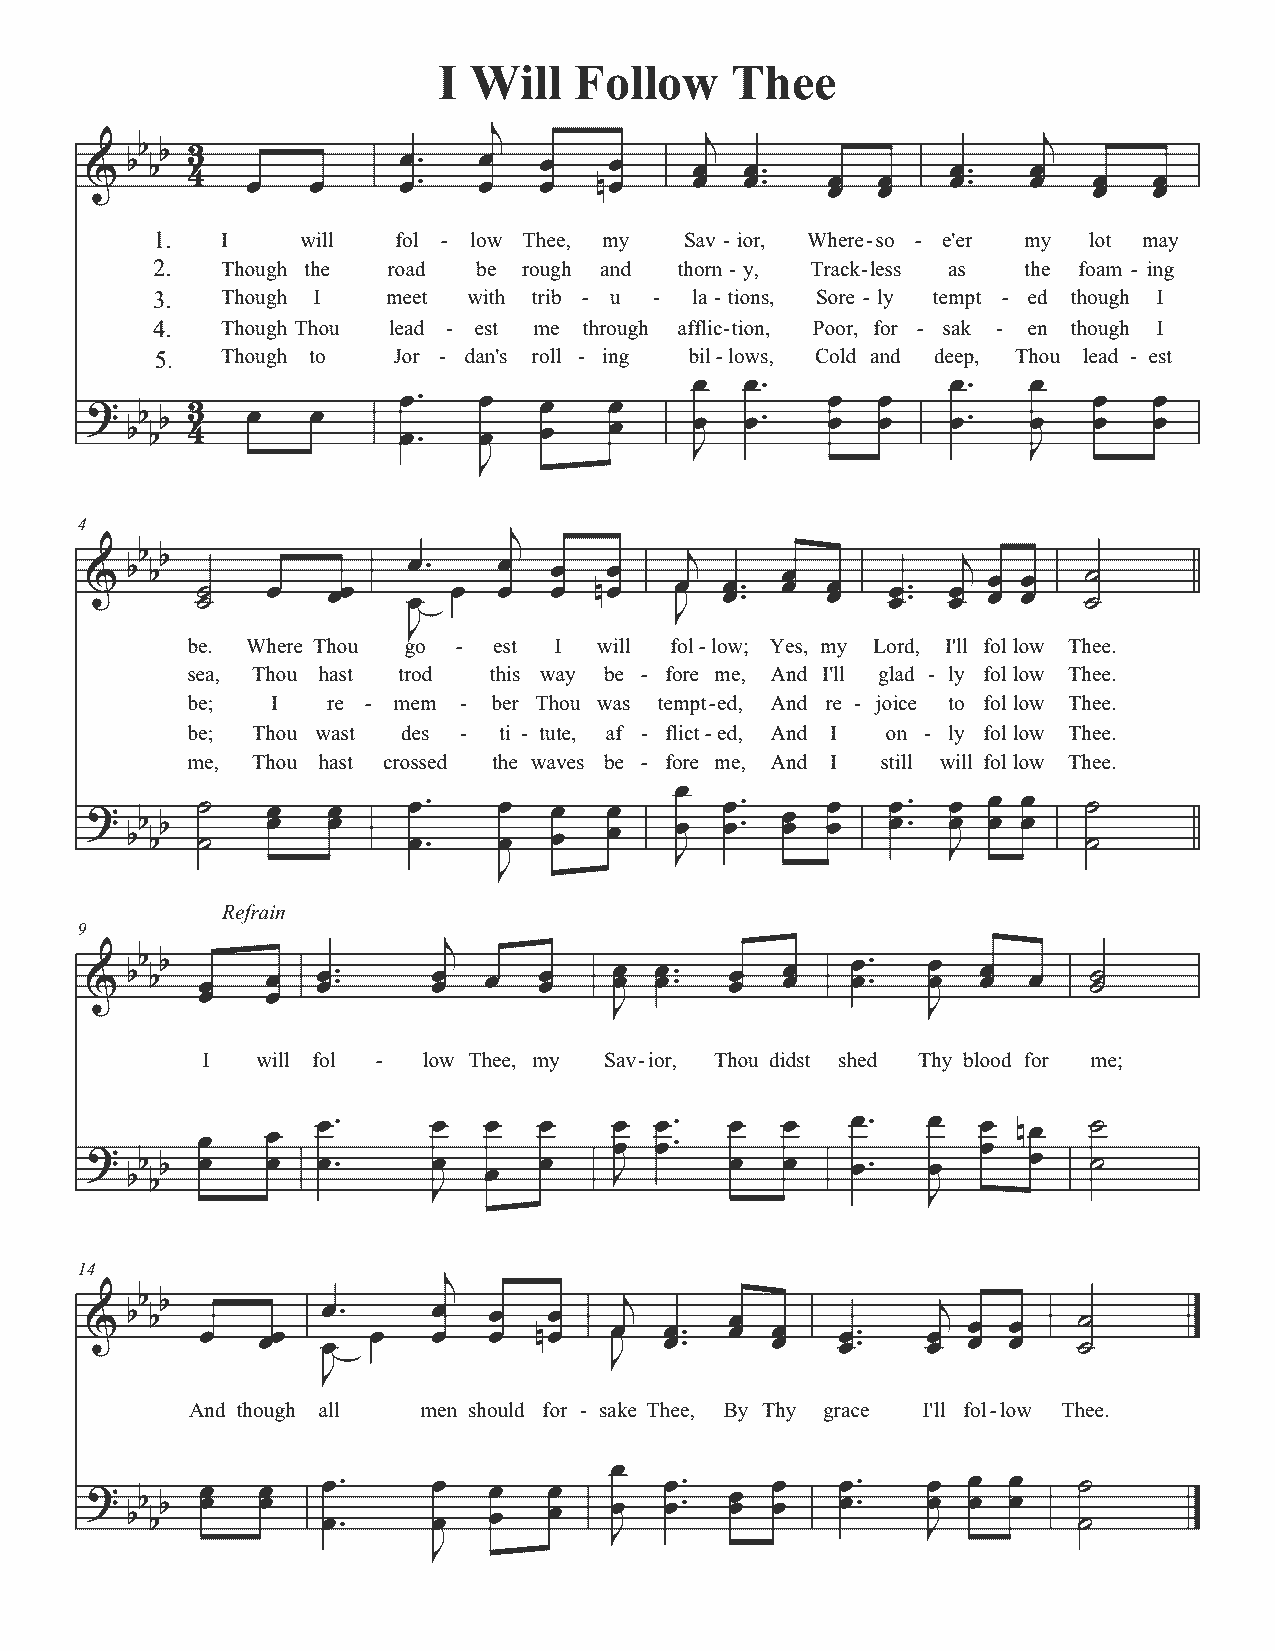 I Will Follow Thee
3
4
1. I will fol - low Thee, my Sav - ior, Where - so - e'er my lot may
2. Though the road be rough and thorn - y, Track - less as the foam - ing
3. Though I meet with trib - u - la - tions, Sore - ly tempt - ed though I
4. Though Thou lead - est me through afflic - tion, Poor, for - sak - en though I
5. Though to Jor - dan's roll - ing bil - lows, Cold and deep, Thou lead - est
3
4
4
be. Where Thou go - est I will fol - low; Yes, my Lord, I'll fol low Thee.
sea, Thou hast trod this way be - fore me, And I'll glad - ly fol low Thee.
be; I re - mem - ber Thou was tempt - ed, And re - joice to fol low Thee.
be; Thou wast des - ti - tute, af - flict - ed, And I on - ly fol low Thee.
me, Thou hast crossed the waves be - fore me, And I still will fol low Thee.
Refrain
9
I will fol - low Thee, my Sav - ior, Thou didst shed Thy blood for me;
14
And though all men should for - sake Thee, By Thy grace I'll fol - low Thee.